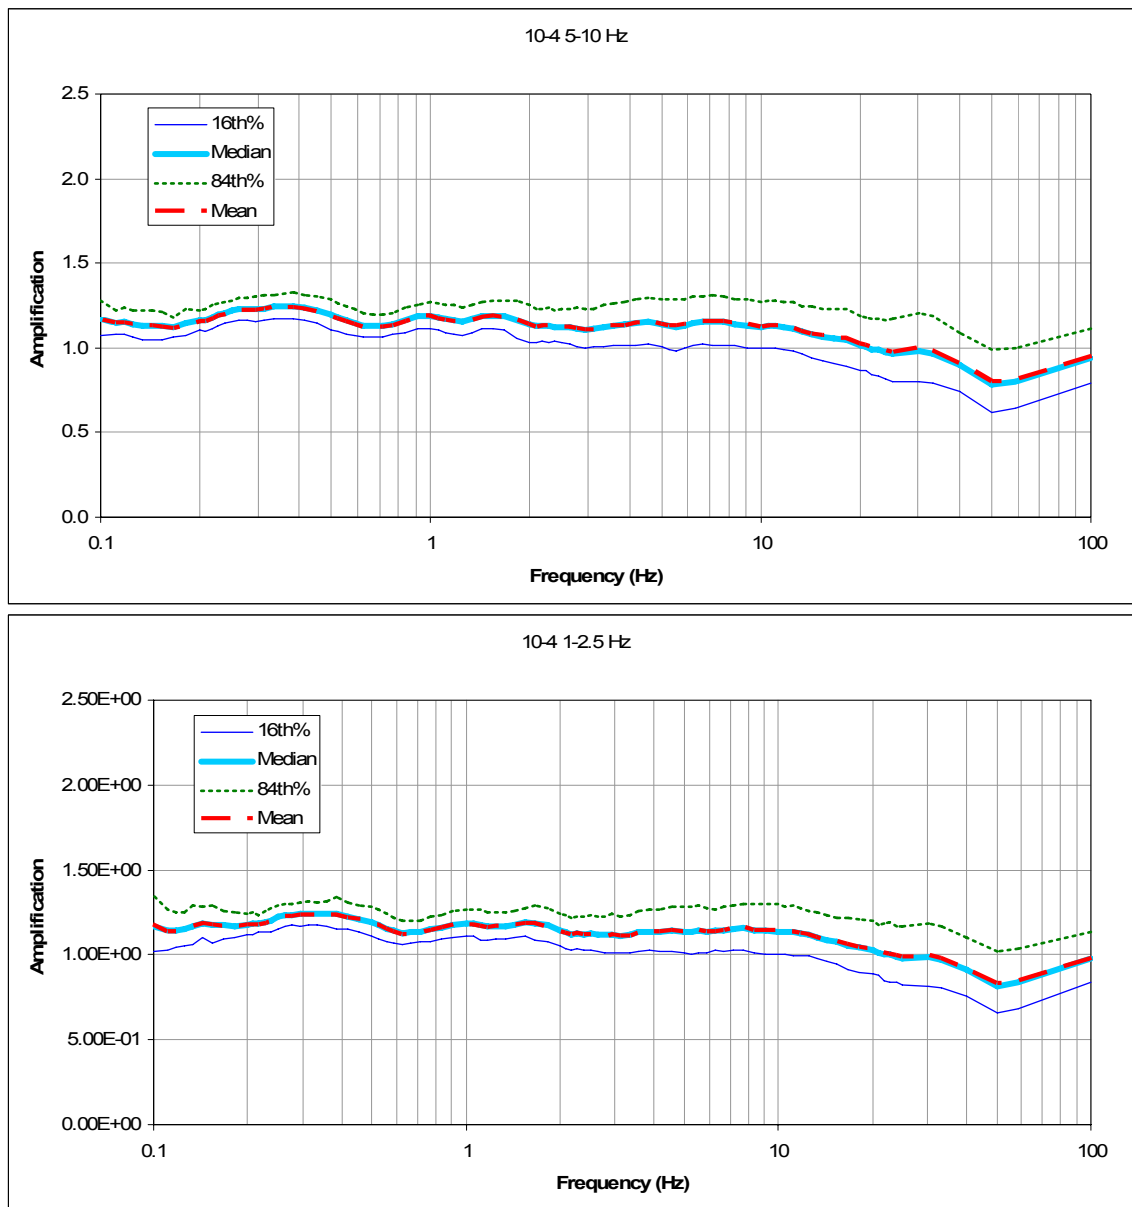 10-4 5-10 Hz
2.5
2.0
1.5
1.0
0.5
0.0
Amplification
16th%
Median
84th%
Mean
0.1 1 10 100
Frequency (Hz)
10-4 1-2.5 Hz
2.50E+00
2.00E+00
1.50E+00
1.00E+00
5.00E-01
0.00E+00
Amplification
16th%
Median
84th%
Mean
0.1 1 10 100
Frequency (Hz)